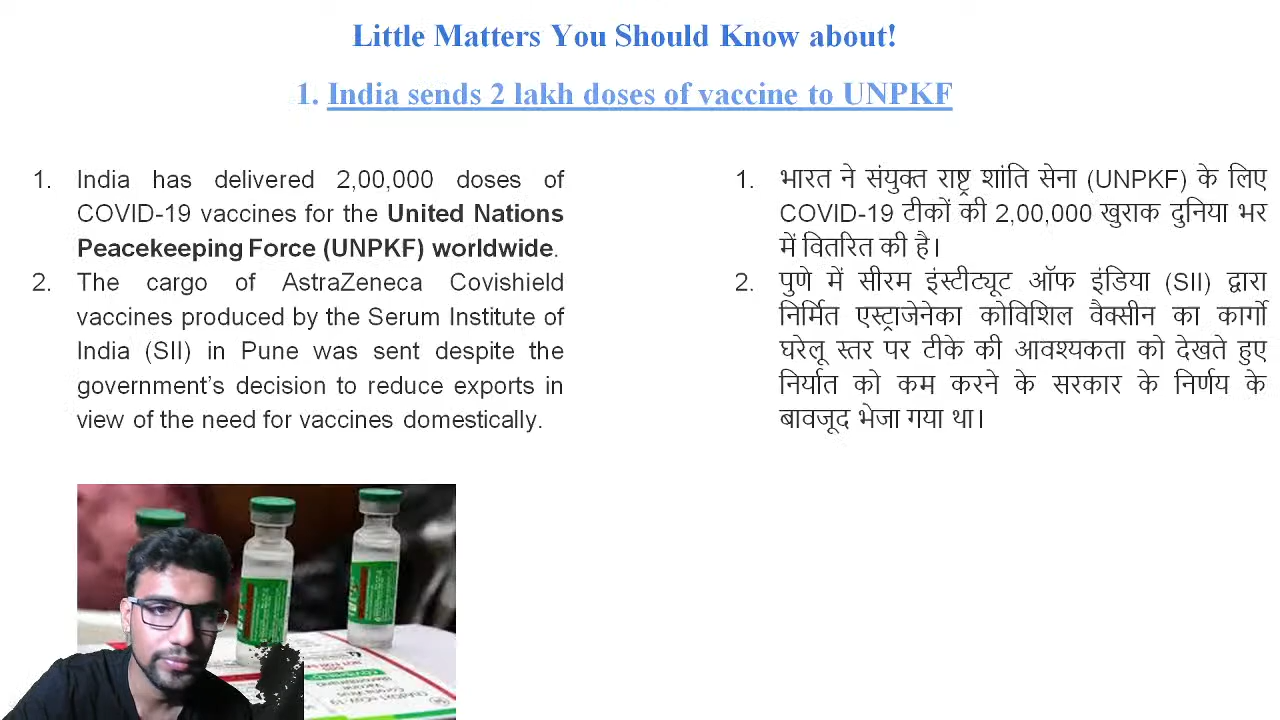 Little Matters You Should Know about!
1. India sends 2 lakh doses of vaccine to UNPKF
1. India has delivered 2,00,000 doses of
COVID-19 vaccines for the United Nations
Peacekeeping Force (UNPKF) worldwide.
2. The cargo of AstraZeneca Covishield
vaccines produced by the Serum Institute of
India (SII) in Pune was sent despite the
government's decision to reduce exports in
view of the need for vaccines domestically.
1. भारत ने संयुक्त राष्ट्र शांति सेना (UNPKF) के लिए
COVID-19 टीकों की 2,00,000 खुराक दुनिया भर
में वितरित की है।
2. पुणे में सीरम इंस्टीट्यूट ऑफ इंडिया (SII) द्वारा
निर्मित एस्ट्राजेनेका कोविशिल वैक्सीन का कार्गो
घरेलू स्तर पर टीके की आवश्यकता को देखते हुए
निर्यात को कम करने के सरकार के निर्णय के
बावजूद भेजा गया था।